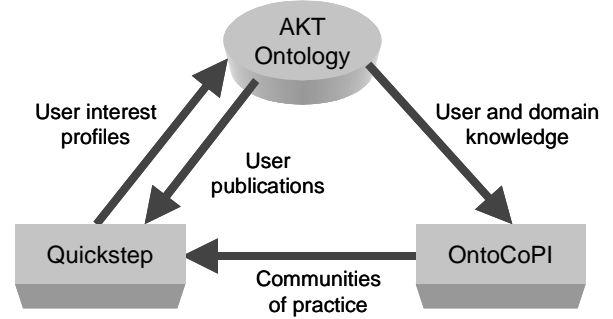 AKT
Ontology
User interest
profiles
User and domain
knowledge
User
publications
Quickstep
OntoCoPI
Communities
of practice